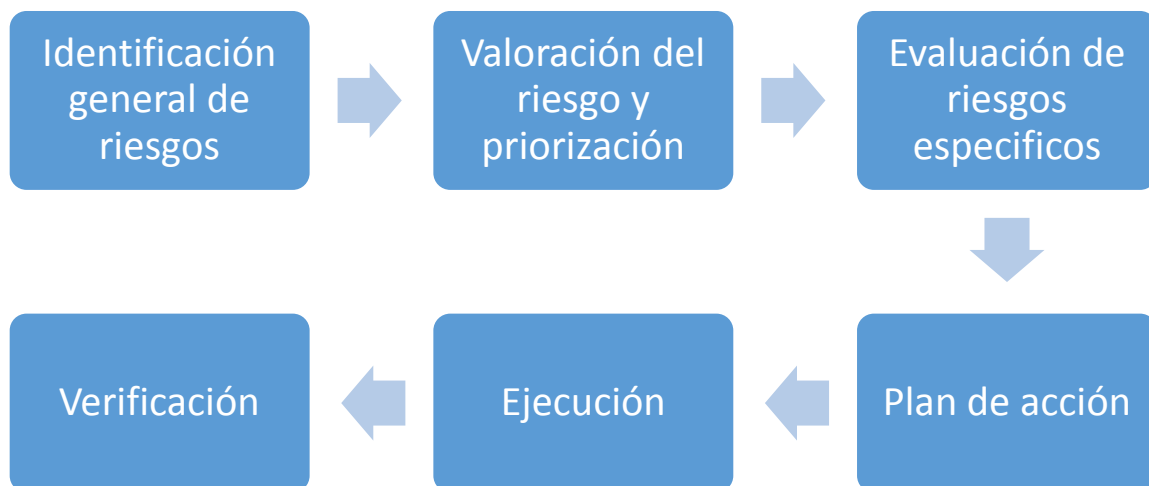 Identificación
general de
riesgos
Valoración del
riesgo y
priorización
Evaluación de
riesgos
especificos
Plan de acción
Ejecución
Verificación